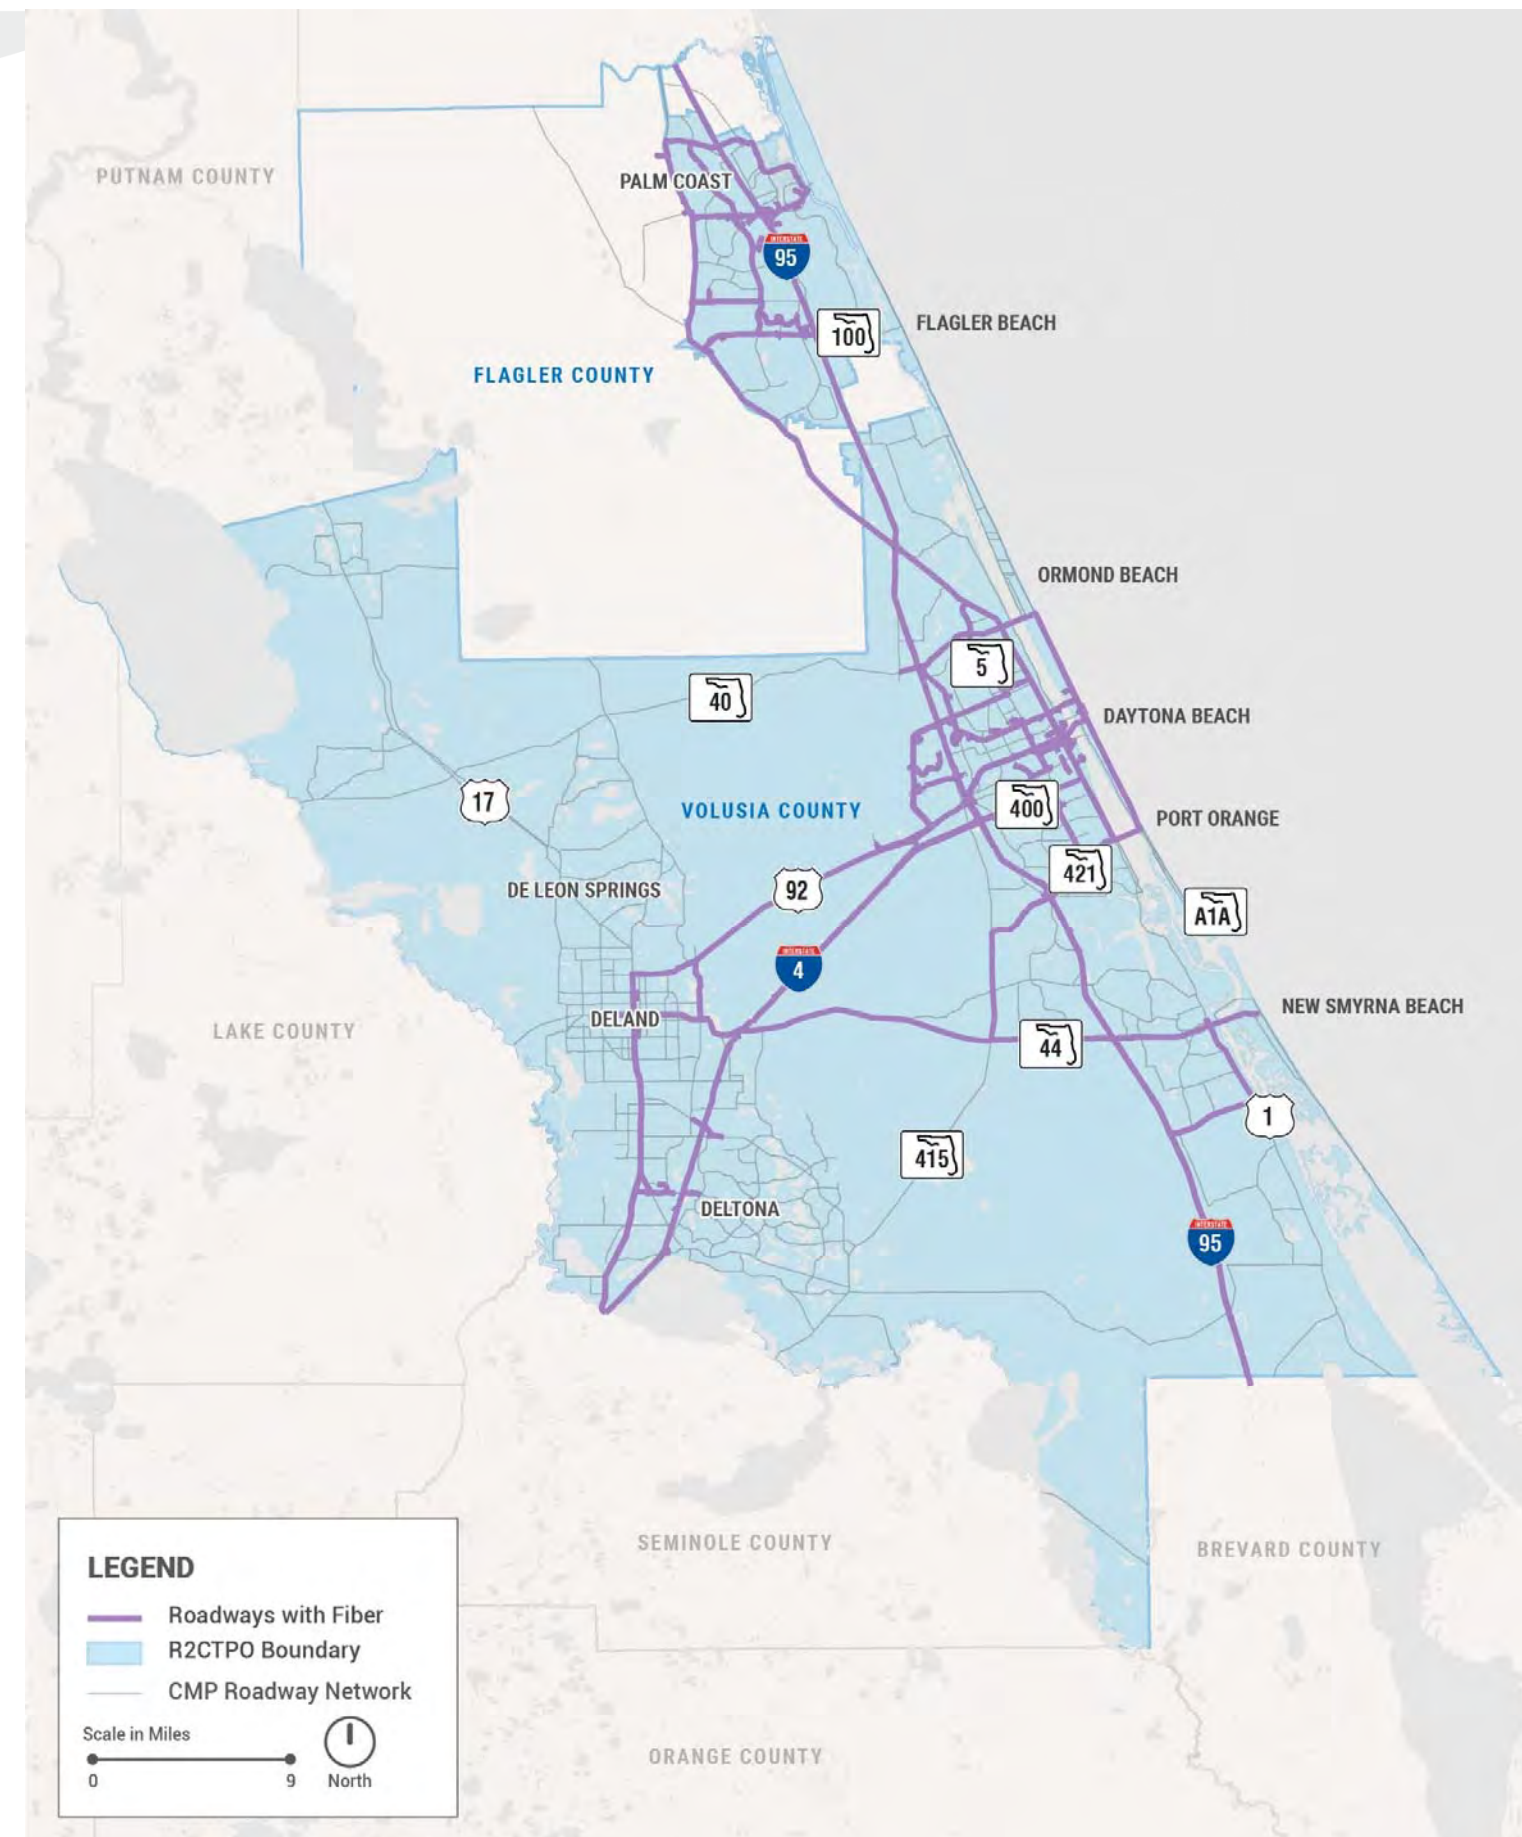 PUTNAM COUNTY
PALM COAST
INTERSTATE
95
100
FLAGLER BEACH
FLAGLER COUNTY
ORMOND BEACH
5
40
DAYTONA BEACH
17
VOLUSIA COUNTY
400
PORT ORANGE
421
DE LEON SPRINGS
92
A1A
INTERSTATE
4
NEW SMYRNA BEACH
DELAND
LAKE COUNTY
44
1
415
DELTONA
INTERSTATE
95
SEMINOLE COUNTY
BREVARD COUNTY
LEGEND
Roadways with Fiber
R2CTPO Boundary
CMP Roadway Network
Scale in Miles
0 9
North
ORANGE COUNTY